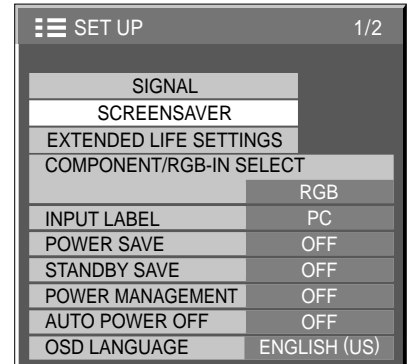 SET UP 1/2
SIGNAL
SCREENSAVER
EXTENDED LIFE SETTINGS
COMPONENT/RGB-IN SELECT
RGB
INPUT LABEL PC
POWER SAVE OFF
STANDBY SAVE OFF
POWER MANAGEMENT OFF
AUTO POWER OFF OFF
OSD LANGUAGE ENGLISH (US)